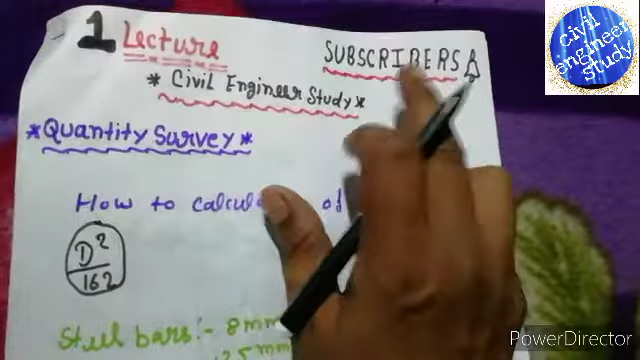 1 Lecture
SUBSCRIBERS
* Civil Engineer Study *
* Quantity Survey *
How to calcul of
D²
162
Steel bars:- 8mm
25mm
civil
engineer
study
PowerDirector